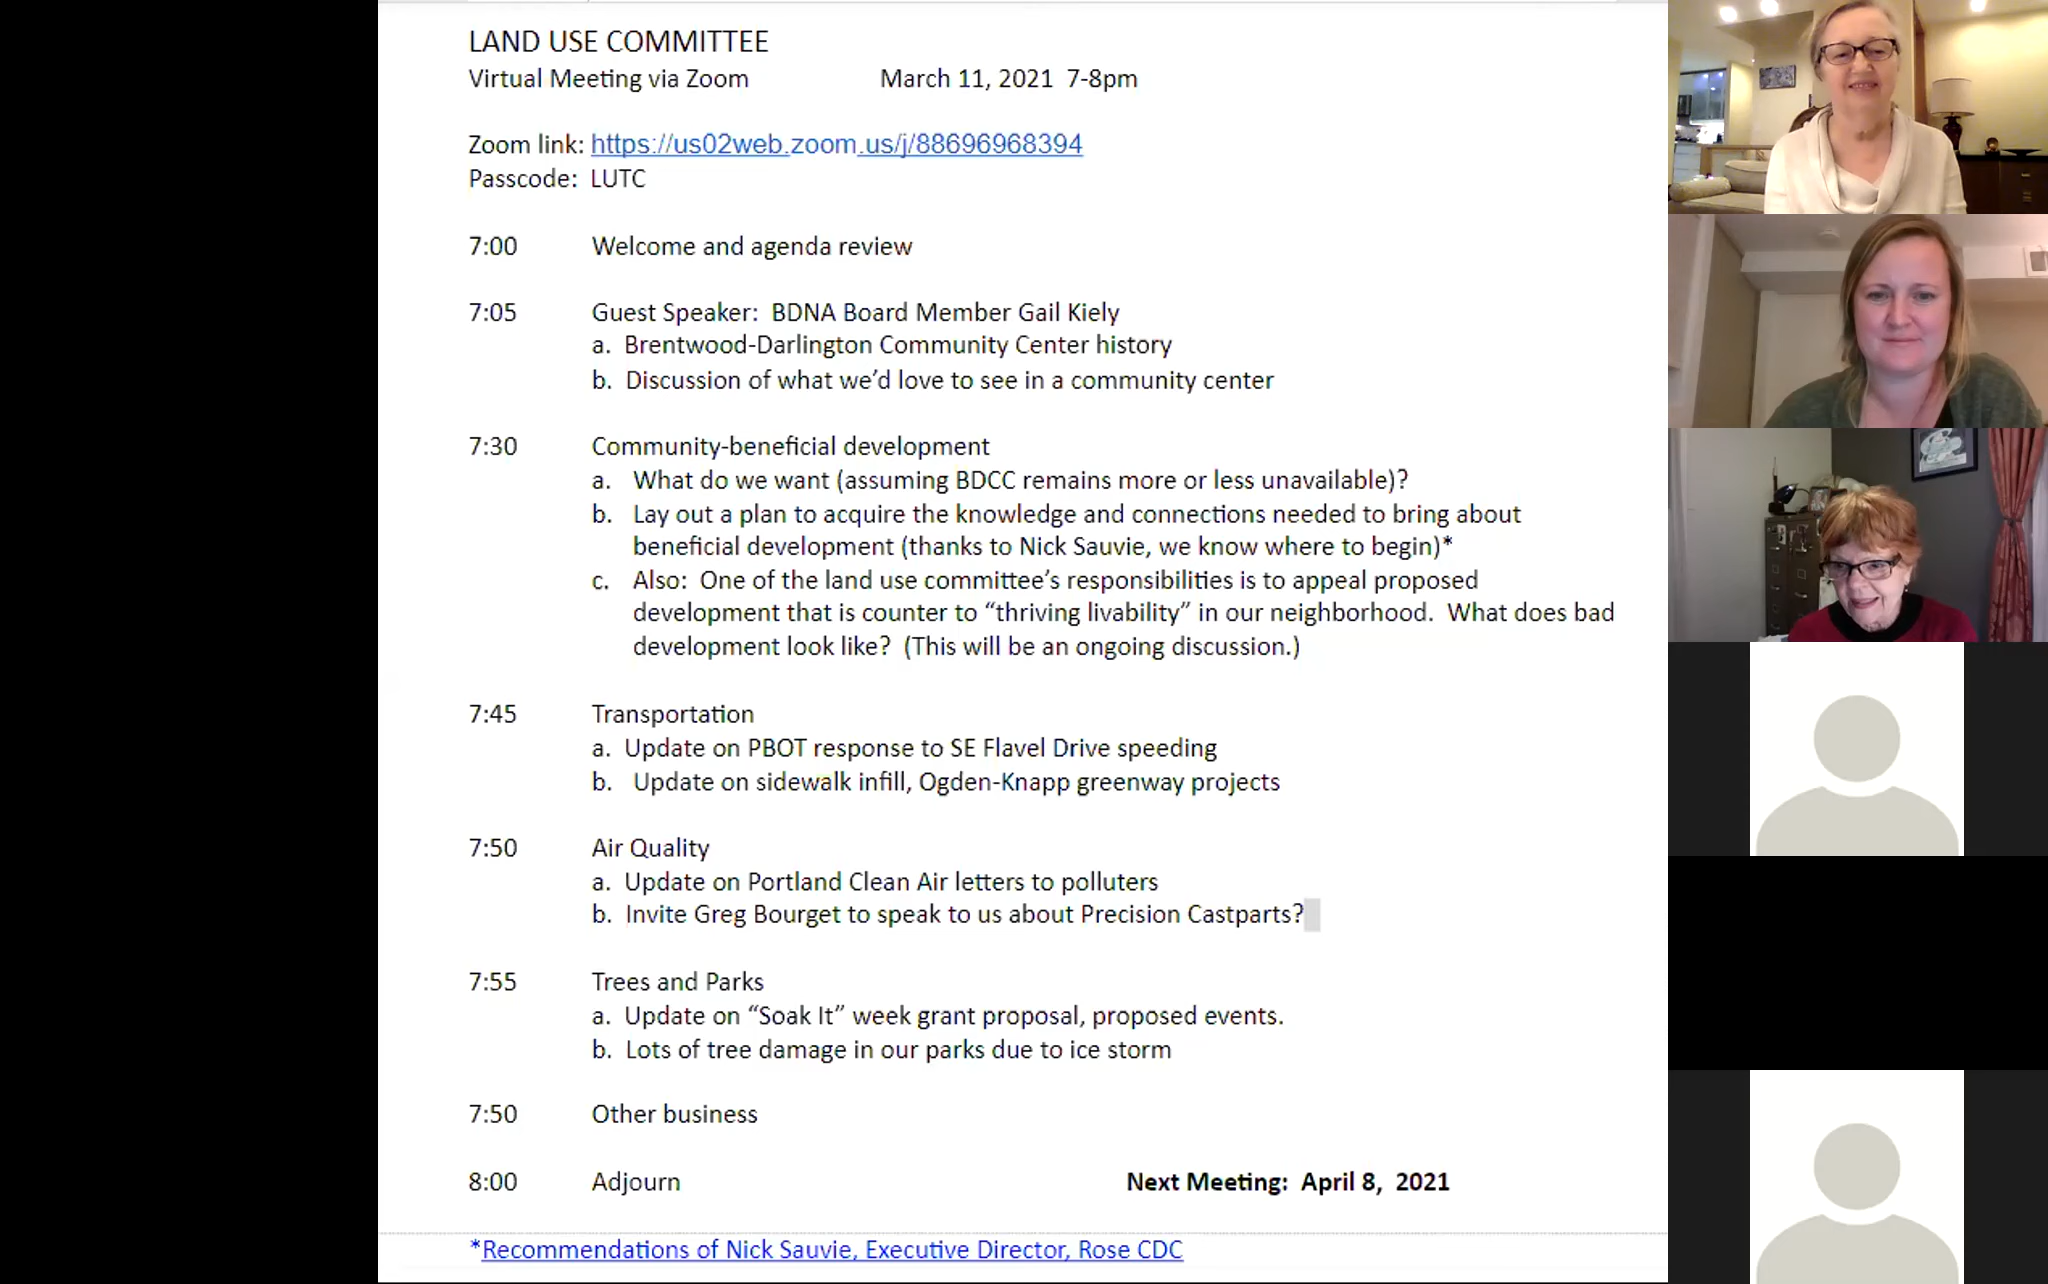 LAND USE COMMITTEE
Virtual Meeting via Zoom March 11, 2021 7-8pm
Zoom link: https://us02web.zoom.us/j/88696968394
Passcode: LUTC
7:00 Welcome and agenda review
7:05 Guest Speaker: BDNA Board Member Gail Kiely
a. Brentwood-Darlington Community Center history
b. Discussion of what we’d love to see in a community center
7:30 Community-beneficial development
a. What do we want (assuming BDCC remains more or less unavailable)?
b. Lay out a plan to acquire the knowledge and connections needed to bring about
beneficial development (thanks to Nick Sauvie, we know where to begin)*
c. Also: One of the land use committee’s responsibilities is to appeal proposed
development that is counter to “thriving livability” in our neighborhood. What does bad
development look like? (This will be an ongoing discussion.)
7:45 Transportation
a. Update on PBOT response to SE Flavel Drive speeding
b. Update on sidewalk infill, Ogden-Knapp greenway projects
7:50 Air Quality
a. Update on Portland Clean Air letters to polluters
b. Invite Greg Bourget to speak to us about Precision Castparts?
7:55 Trees and Parks
a. Update on “Soak It” week grant proposal, proposed events.
b. Lots of tree damage in our parks due to ice storm
7:50 Other business
8:00 Adjourn Next Meeting: April 8, 2021
*Recommendations of Nick Sauvie, Executive Director, Rose CDC